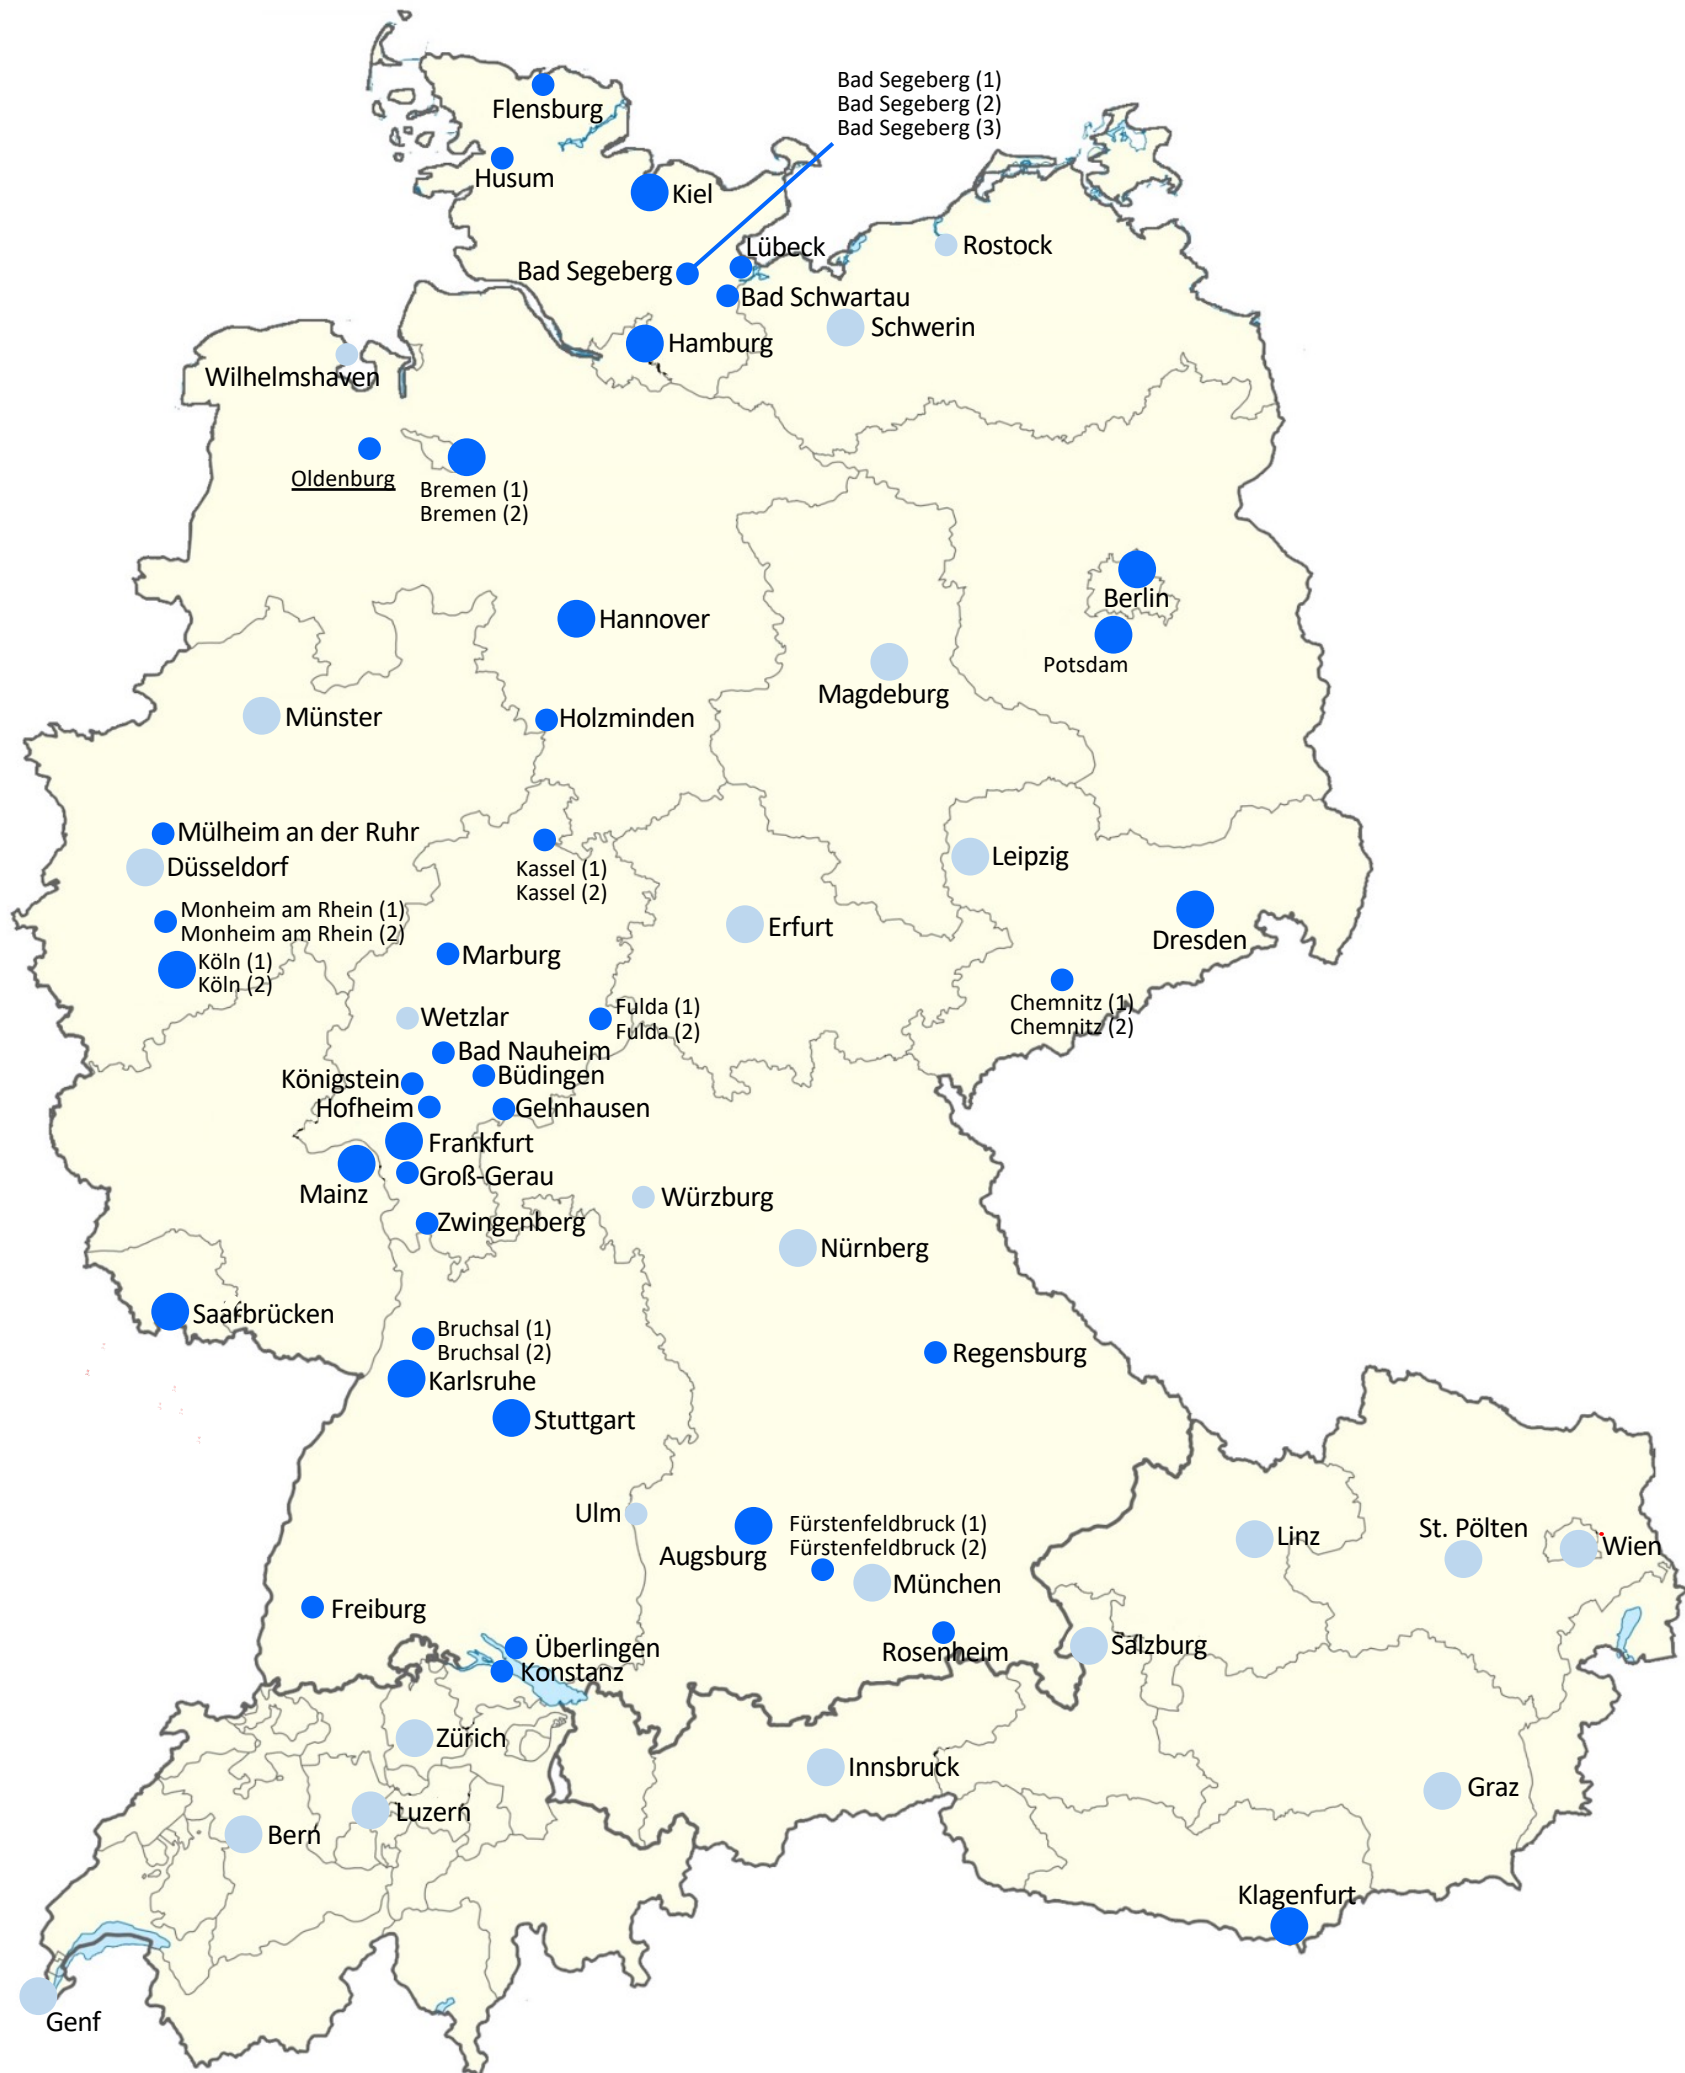 Bad Segeberg (1)
Bad Segeberg (2)
Bad Segeberg (3)
Flensburg
Husum
Kiel
Lübeck
Rostock
Bad Segeberg
Bad Schwartau
Schwerin
Hamburg
Wilhelmshaven
Oldenburg
Bremen (1)
Bremen (2)
Berlin
Hannover
Potsdam
Magdeburg
Münster
Holzminden
Mülheim an der Ruhr
Düsseldorf
Kassel (1)
Kassel (2)
Leipzig
Monheim am Rhein (1)
Monheim am Rhein (2)
Erfurt
Dresden
Köln (1)
Köln (2)
Marburg
Chemnitz (1)
Chemnitz (2)
Wetzlar
Fulda (1)
Fulda (2)
Bad Nauheim
Königstein
Büdingen
Hofheim
Gelnhausen
Frankfurt
Groß-Gerau
Mainz
Würzburg
Zwingenberg
Nürnberg
Saarbrücken
Bruchsal (1)
Bruchsal (2)
Regensburg
Karlsruhe
Stuttgart
Ulm
Fürstenfeldbruck (1)
Fürstenfeldbruck (2)
Augsburg
Linz
St. Pölten
Wien
München
Freiburg
Überlingen
Rosenheim
Salzburg
Konstanz
Zürich
Innsbruck
Graz
Luzern
Bern
Klagenfurt
Genf